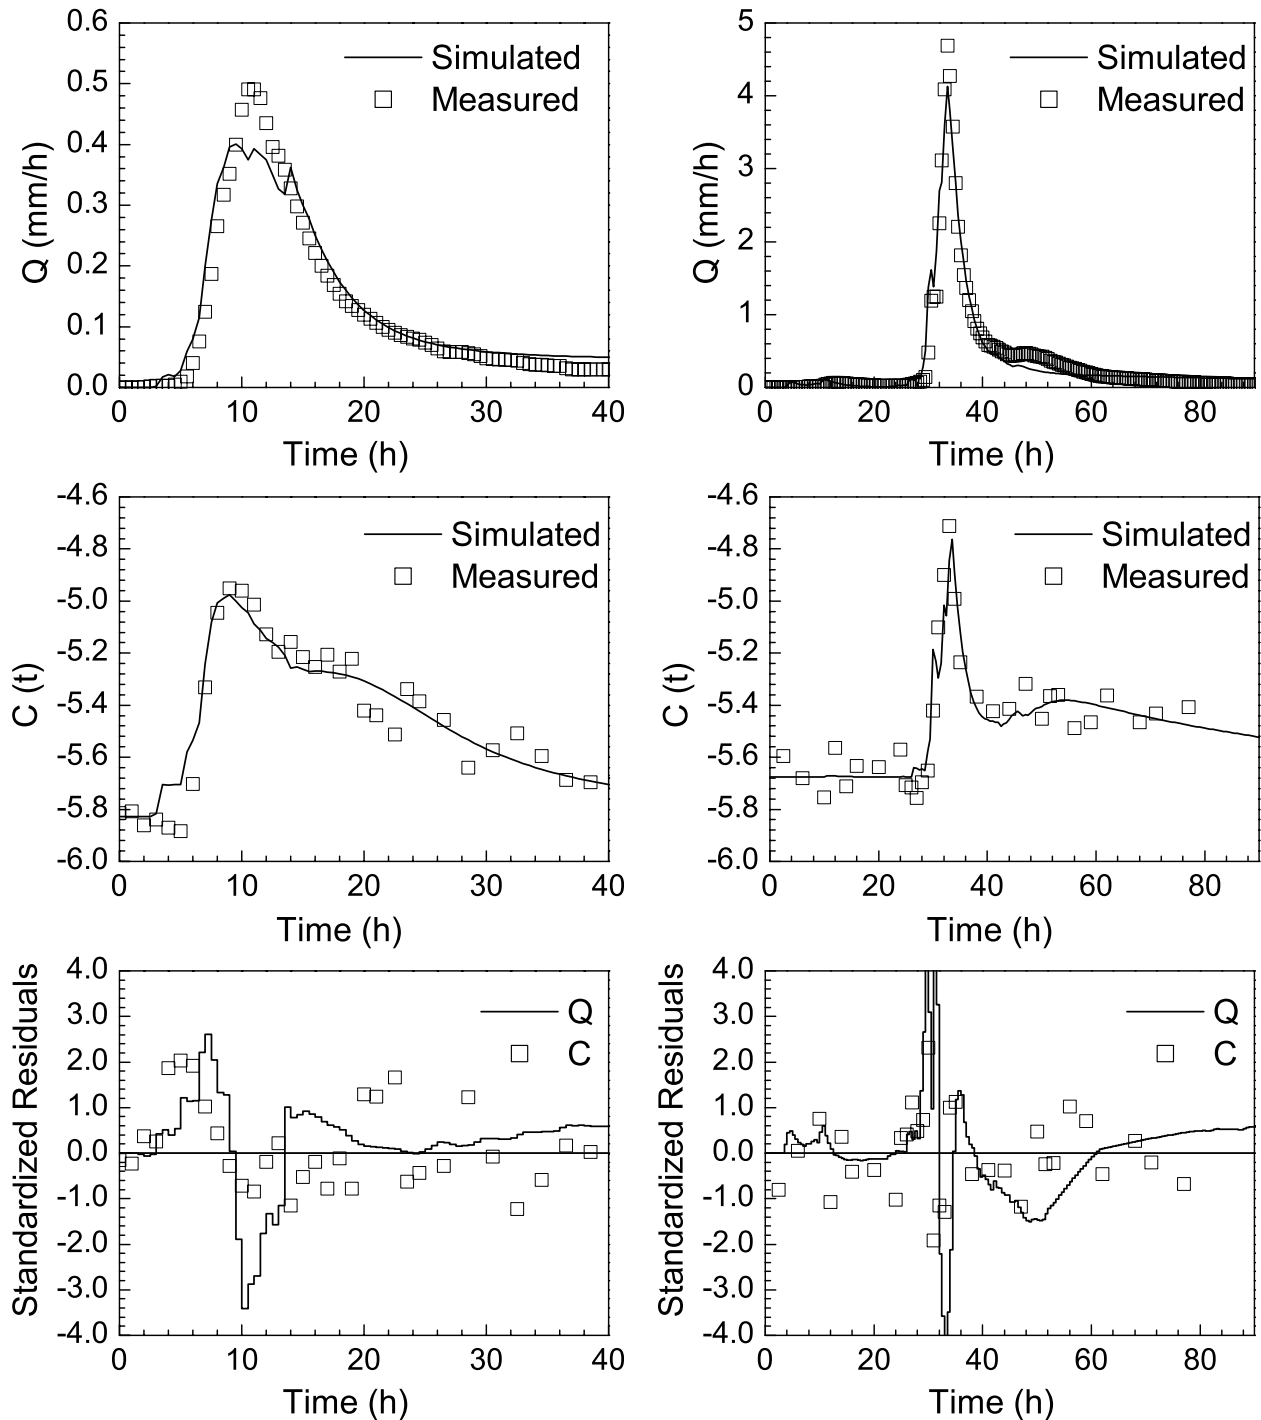 0.6
0.5
0.4
0.3
0.2
0.1
0.0
Q (mm/h)
Simulated
Measured
0 10 20 30 40
Time (h)
5
4
3
2
1
0
Q (mm/h)
Simulated
Measured
0 20 40 60 80
Time (h)
-4.6
-4.8
-5.0
-5.2
-5.4
-5.6
-5.8
-6.0
C (t)
Simulated
Measured
0 10 20 30 40
Time (h)
-4.6
-4.8
-5.0
-5.2
-5.4
-5.6
-5.8
-6.0
C (t)
Simulated
Measured
0 20 40 60 80
Time (h)
4.0
3.0
2.0
1.0
0.0
-1.0
-2.0
-3.0
-4.0
Standardized Residuals
Q
C
0 10 20 30 40
Time (h)
4.0
3.0
2.0
1.0
0.0
-1.0
-2.0
-3.0
-4.0
Standardized Residuals
Q
C
0 20 40 60 80
Time (h)